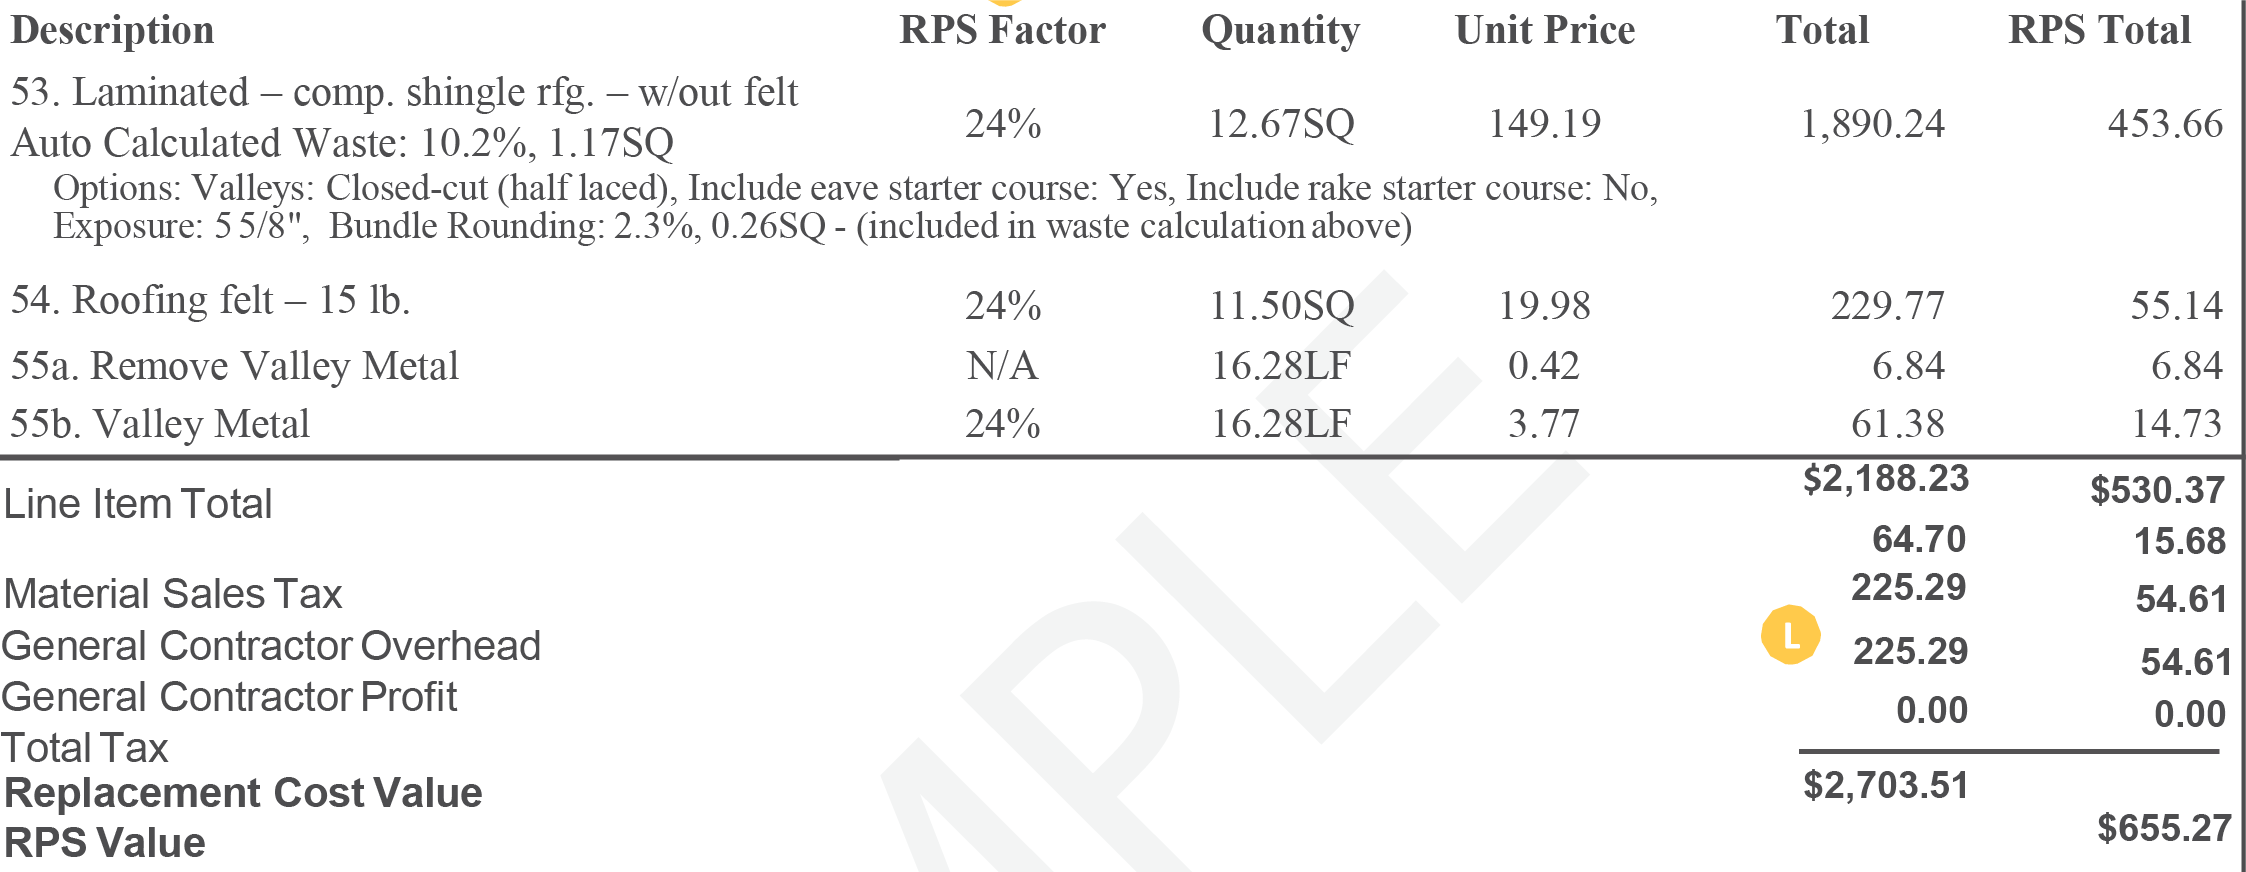 Description RPS Factor Quantity Unit Price Total RPS Total
53. Laminated – comp. shingle rfg. – w/out felt
24% 12.67SQ 149.19 1,890.24 453.66
Auto Calculated Waste: 10.2%, 1.17SQ
Options: Valleys: Closed-cut (half laced), Include eave starter course: Yes, Include rake starter course: No,
Exposure: 5 5/8", Bundle Rounding: 2.3%, 0.26SQ - (included in waste calculation above)
54. Roofing felt – 15 lb. 24% 11.50SQ 19.98 229.77 55.14
55a. Remove Valley Metal N/A 16.28LF 0.42 6.84 6.84
55b. Valley Metal 24% 16.28LF 3.77 61.38 14.73
Line Item Total $2,188.23 $530.37
64.70 15.68
Material Sales Tax 225.29 54.61
General Contractor Overhead L 225.29 54.61
General Contractor Profit 0.00 0.00
Total Tax
Replacement Cost Value $2,703.51
RPS Value $655.27
MPLE